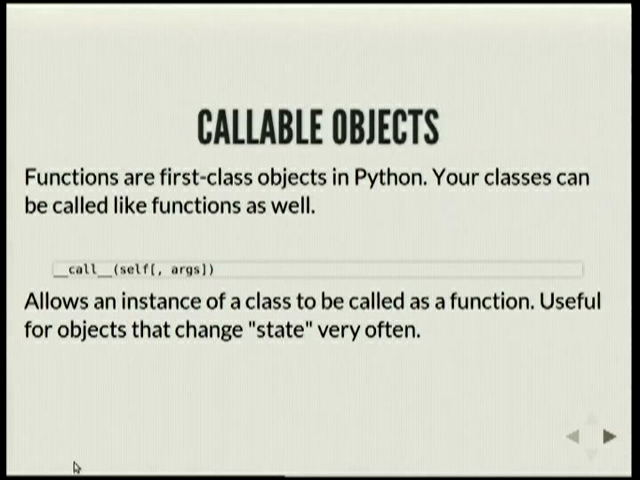 CALLABLE OBJECTS
Functions are first-class objects in Python. Your classes can
be called like functions as well.
__call__(self[, args])
Allows an instance of a class to be called as a function. Useful
for objects that change "state" very often.